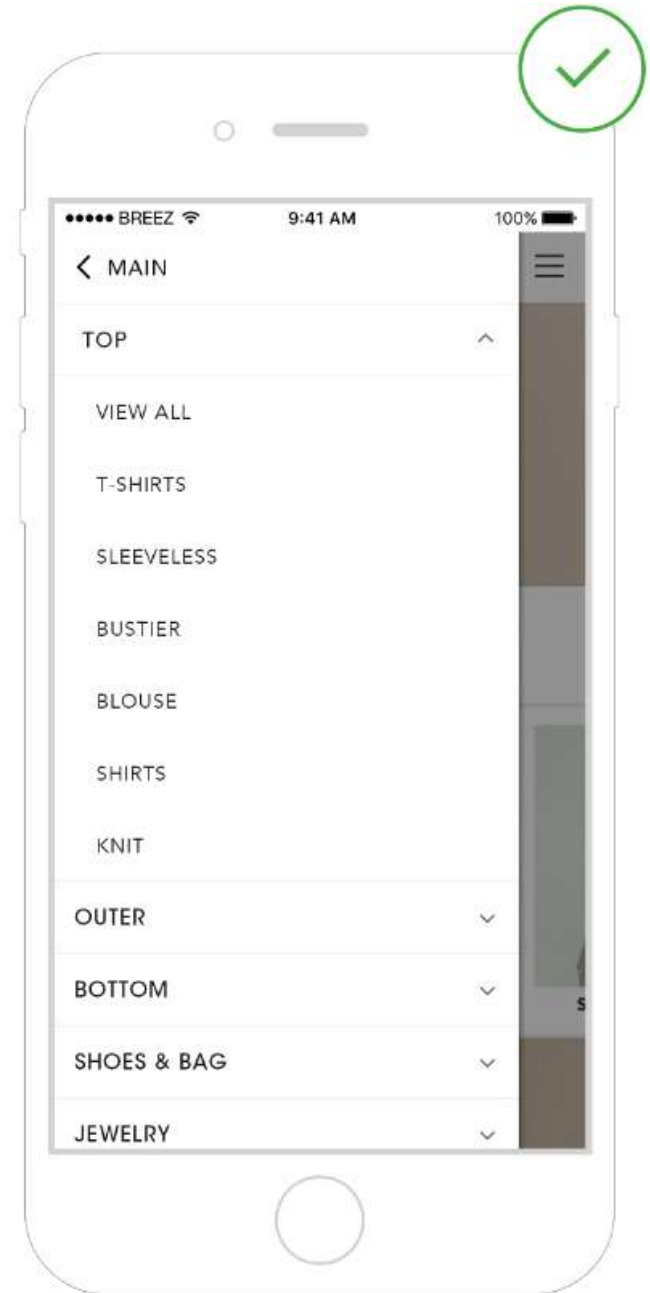 BREEZ 9:41 AM 100%
MAIN
TOP
VIEW ALL
T-SHIRTS
SLEEVELESS
BUSTIER
BLOUSE
SHIRTS
KNIT
OUTER
BOTTOM
S
SHOES & BAG
JEWELRY